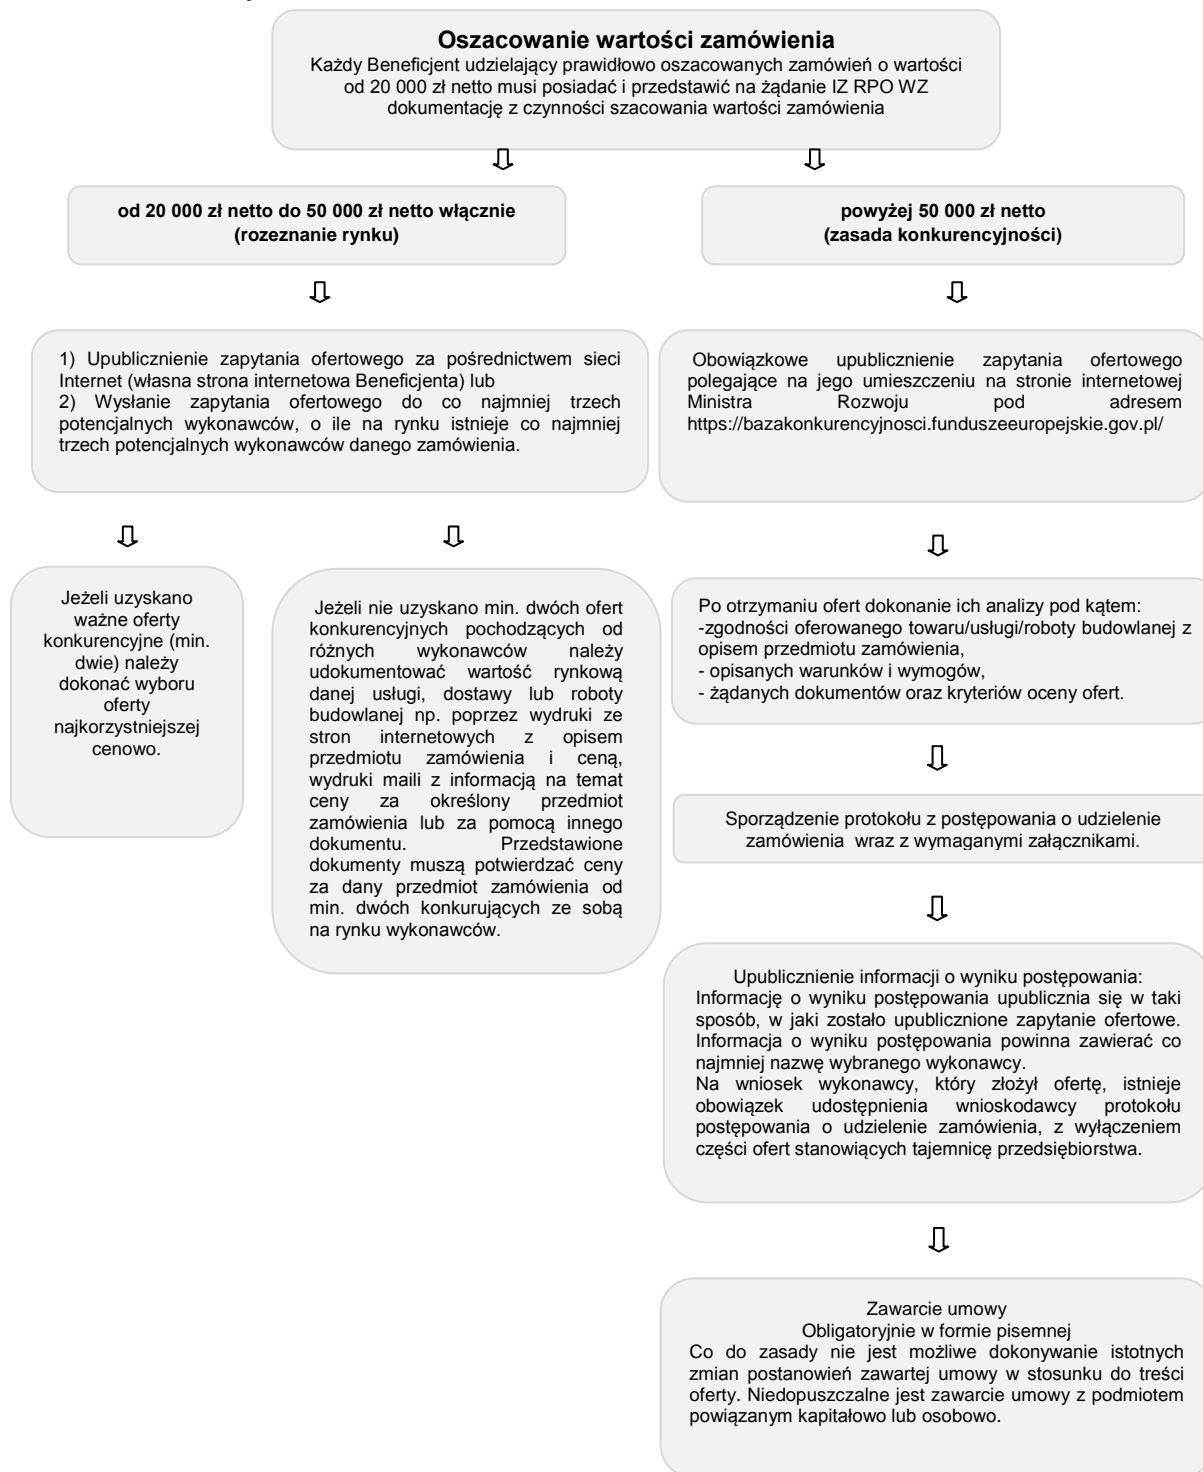 Oszacowanie wartości zamówienia
Każdy Beneficjent udzielający prawidłowo oszacowanych zamówień o wartości
od 20 000 zł netto musi posiadać i przedstawić na żądanie IZ RPO WZ
dokumentację z czynności szacowania wartości zamówienia
od 20 000 zł netto do 50 000 zł netto włącznie
(rozeznanie rynku)
powyżej 50 000 zł netto
(zasada konkurencyjności)
1) Upublicznienie zapytania ofertowego za pośrednictwem sieci
Internet (własna strona internetowa Beneficjenta) lub
2) Wysłanie zapytania ofertowego do co najmniej trzech
potencjalnych wykonawców, o ile na rynku istnieje co najmniej
trzech potencjalnych wykonawców danego zamówienia.
Obowiązkowe upublicznienie zapytania ofertowego
polegające na jego umieszczeniu na stronie internetowej
Ministra Rozwoju pod adresem
https://bazakonkurencyjnosci.funduszeeuropejskie.gov.pl/
Jeżeli uzyskano
ważne oferty
konkurencyjne (min.
dwie) należy
dokonać wyboru
oferty
najkorzystniejszej
cenowo.
Jeżeli nie uzyskano min. dwóch ofert
konkurencyjnych pochodzących od
różnych wykonawców należy
udokumentować wartość rynkową
danej usługi, dostawy lub roboty
budowlanej np. poprzez wydruki ze
stron internetowych z opisem
przedmiotu zamówienia i ceną,
wydruki maili z informacją na temat
ceny za określony przedmiot
zamówienia lub za pomocą innego
dokumentu. Przedstawione
dokumenty muszą potwierdzać ceny
za dany przedmiot zamówienia od
min. dwóch konkurujących ze sobą
na rynku wykonawców.
Po otrzymaniu ofert dokonanie ich analizy pod kątem:
-zgodności oferowanego towaru/usługi/roboty budowlanej z
opisem przedmiotu zamówienia,
- opisanych warunków i wymogów,
- żądanych dokumentów oraz kryteriów oceny ofert.
Sporządzenie protokołu z postępowania o udzielenie
zamówienia wraz z wymaganymi załącznikami.
Upublicznienie informacji o wyniku postępowania:
Informację o wyniku postępowania upublicznia się w taki
sposób, w jaki zostało upublicznione zapytanie ofertowe.
Informacja o wyniku postępowania powinna zawierać co
najmniej nazwę wybranego wykonawcy.
Na wniosek wykonawcy, który złożył ofertę, istnieje
obowiązek udostępnienia wnioskodawcy protokołu
postępowania o udzielenie zamówienia, z wyłączeniem
części ofert stanowiących tajemnicę przedsiębiorstwa.
Zawarcie umowy
Obligatoryjnie w formie pisemnej
Co do zasady nie jest możliwe dokonywanie istotnych
zmian postanowień zawartej umowy w stosunku do treści
oferty. Niedopuszczalne jest zawarcie umowy z podmiotem
powiązanym kapitałowo lub osobowo.